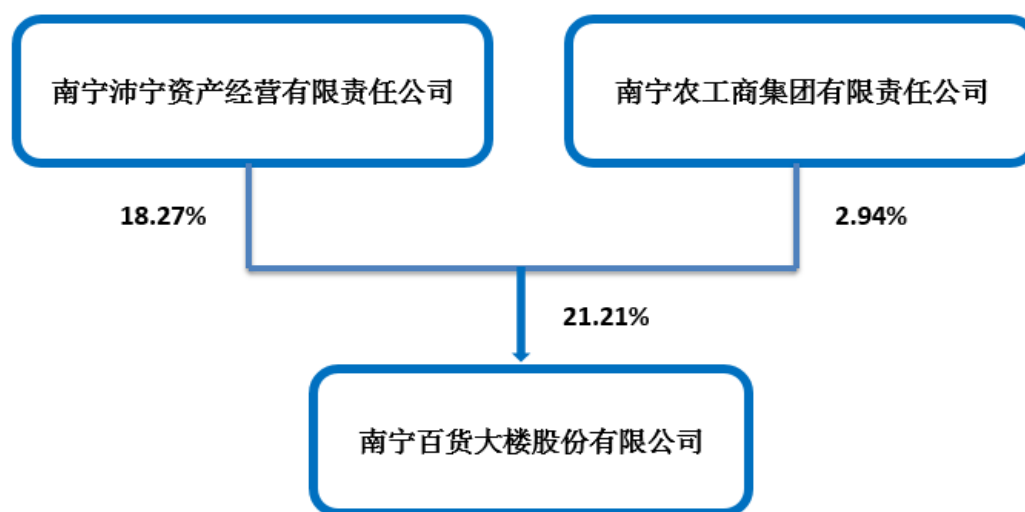 南宁沛宁资产经营有限责任公司
南宁农工商集团有限责任公司
18.27%
2.94%
21.21%
南宁百货大楼股份有限公司